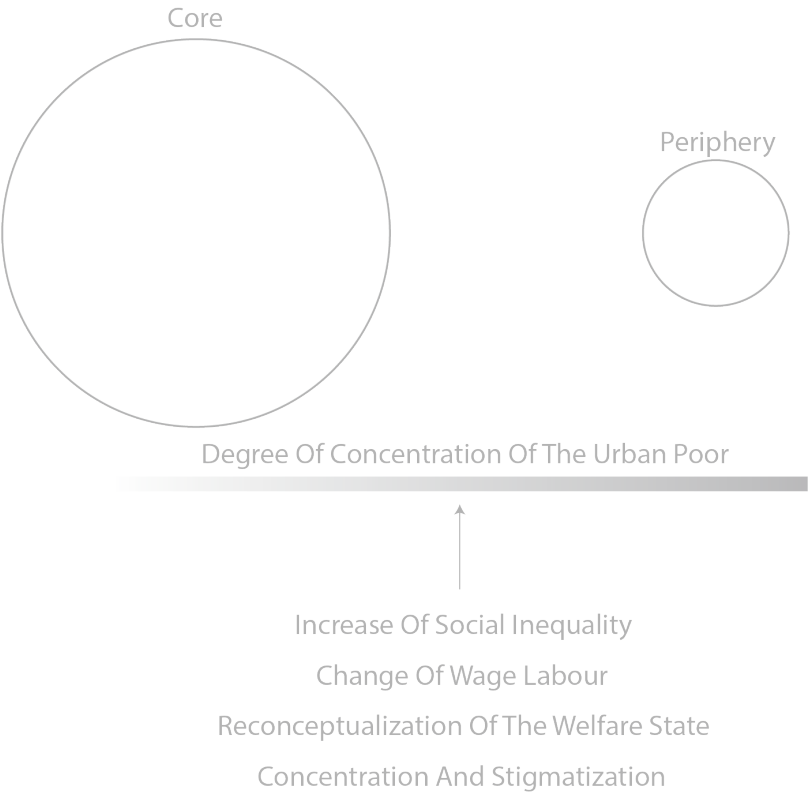 Core
Periphery
Degree Of Concentration Of The Urban Poor
Increase Of Social Inequality
Change Of Wage Labour
Reconceptualization Of The Welfare State
Concentration And Stigmatization